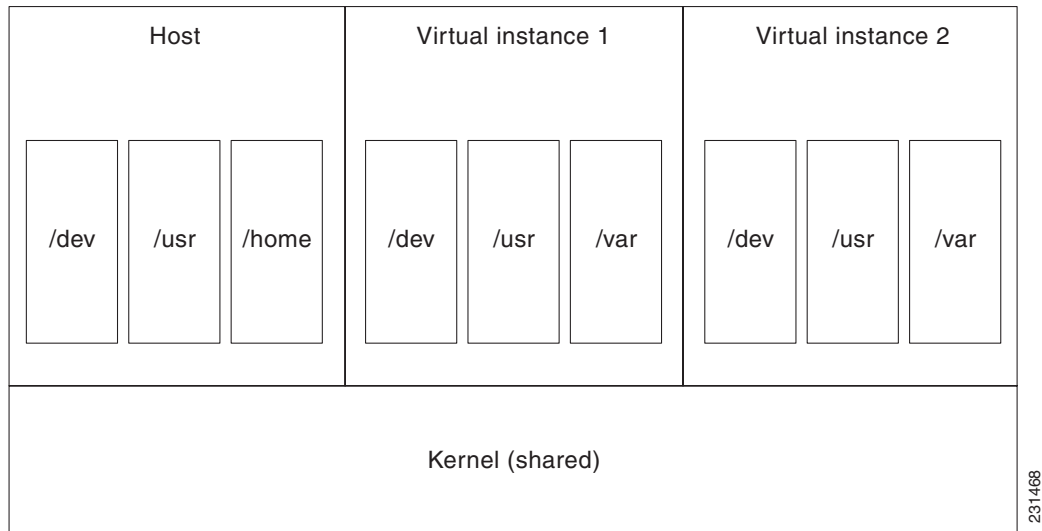 Host
Virtual instance 1
Virtual instance 2
/dev
/usr
/home
/dev
/usr
/var
/dev
/usr
/var
Kernel (shared)
231468